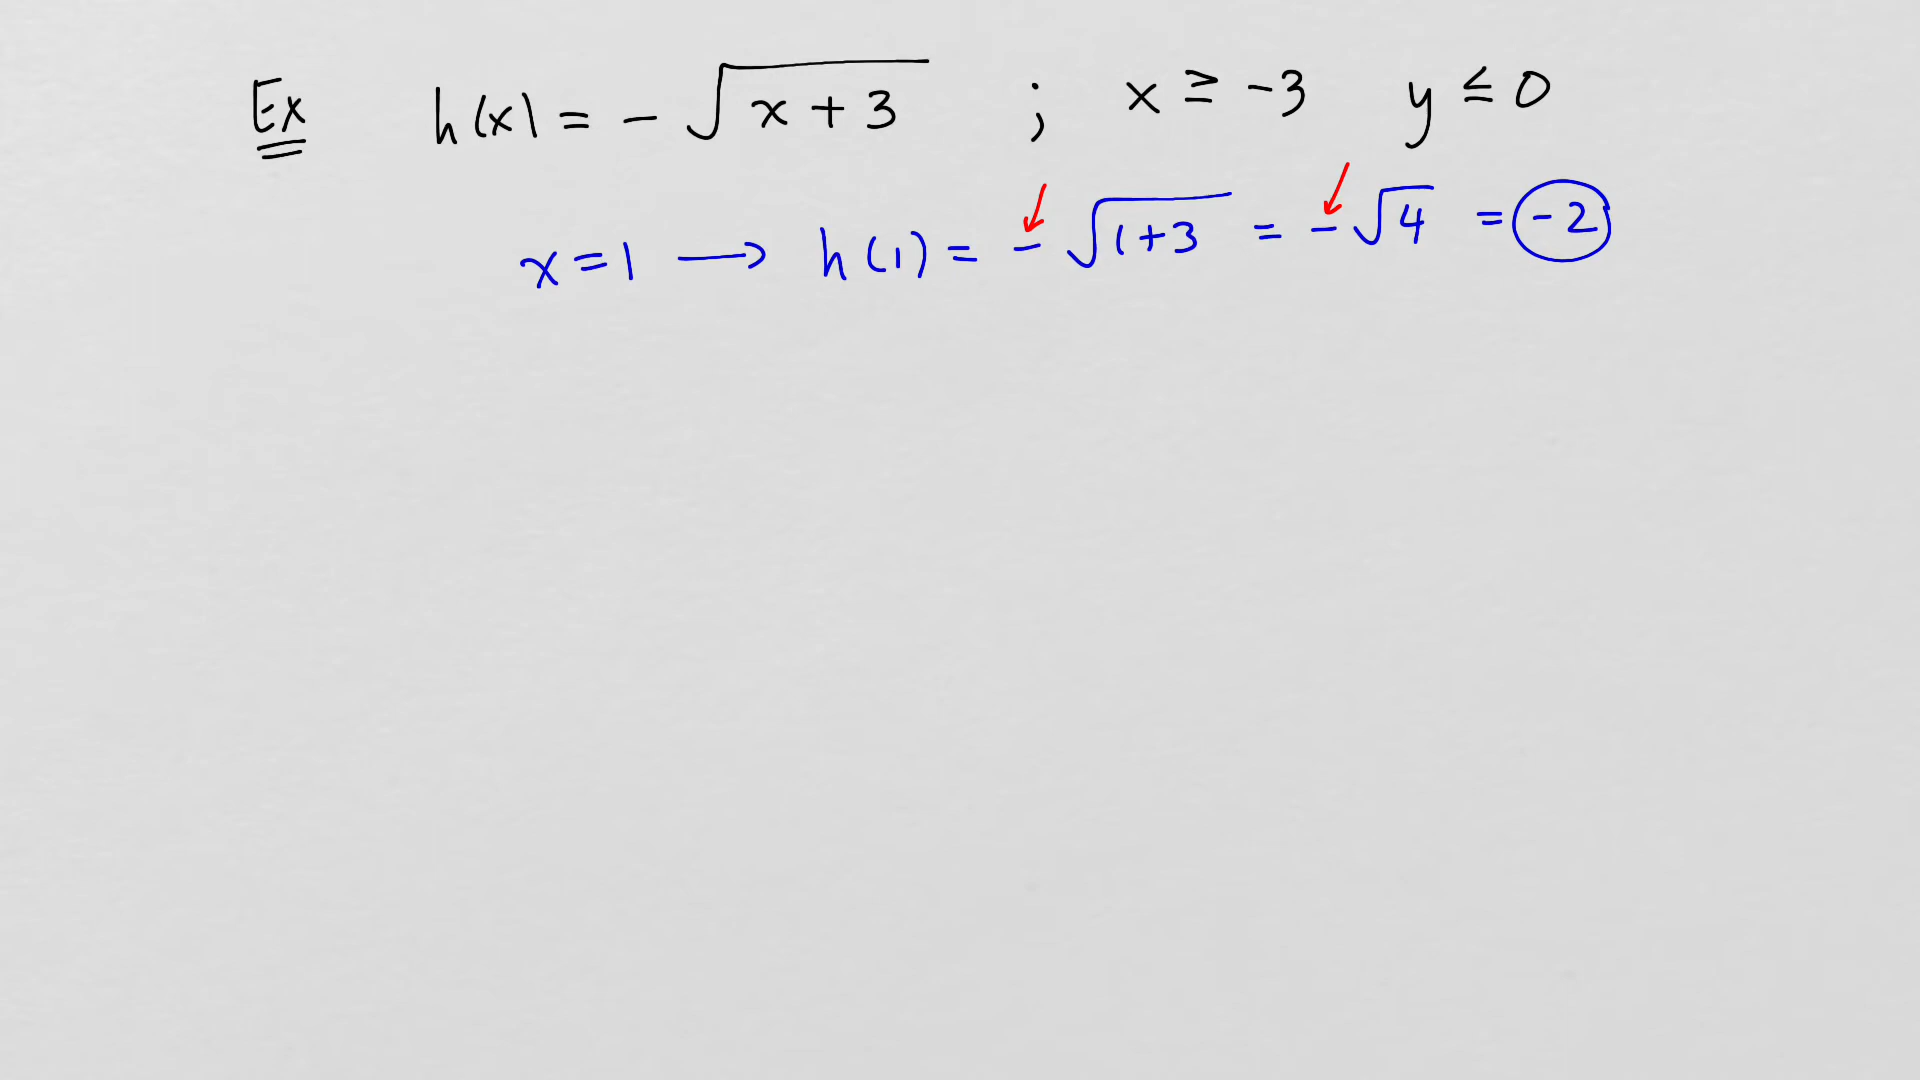 Ex h(x) = - √(x + 3) ; x ≥ -3 y ≤ 0
x = 1 → h(1) = - √(1+3) = - √4 = -2